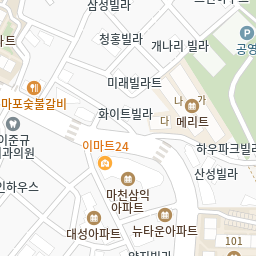 삼성빌라
청홍빌라
개나리 빌라
공영
미래빌라트
마포숯불갈비
화이트빌라
나 가
다
메리트
이준규
과의원
이마트24
하우파크빌라
마천삼익
아파트
산성빌라
인하우스
대성아파트
뉴타운아파트
101